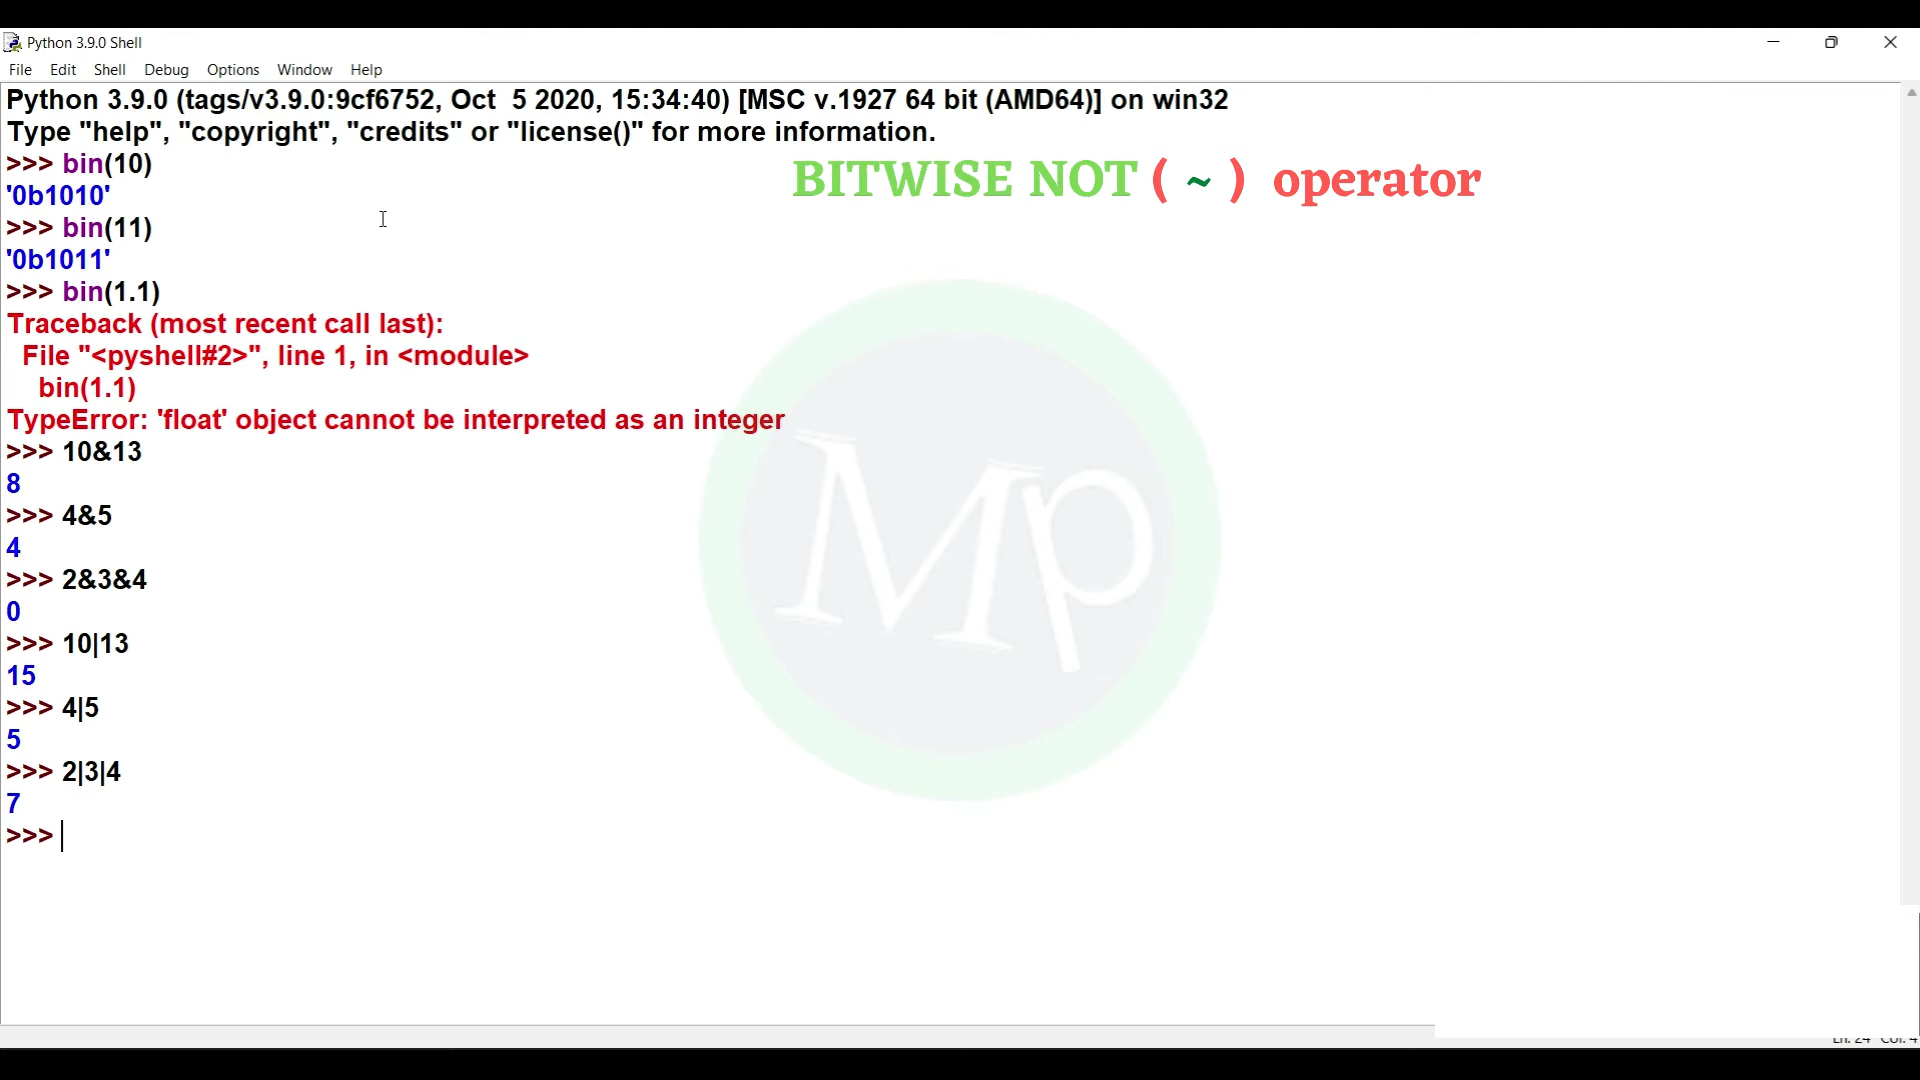 Python 3.9.0 Shell
File Edit Shell Debug Options Window Help
Python 3.9.0 (tags/v3.9.0:9cf6752, Oct  5 2020, 15:34:40) [MSC v.1927 64 bit (AMD64)] on win32
Type "help", "copyright", "credits" or "license()" for more information.
>>> bin(10)
'0b1010'
>>> bin(11)
'0b1011'
>>> bin(1.1)
Traceback (most recent call last):
  File "<pyshell#2>", line 1, in <module>
    bin(1.1)
TypeError: 'float' object cannot be interpreted as an integer
>>> 10&13
8
>>> 4&5
4
>>> 2&3&4
0
>>> 10|13
15
>>> 4|5
5
>>> 2|3|4
7
>>>
BITWISE NOT ( ~ ) operator
Mp
Ln: 24 Col: 4